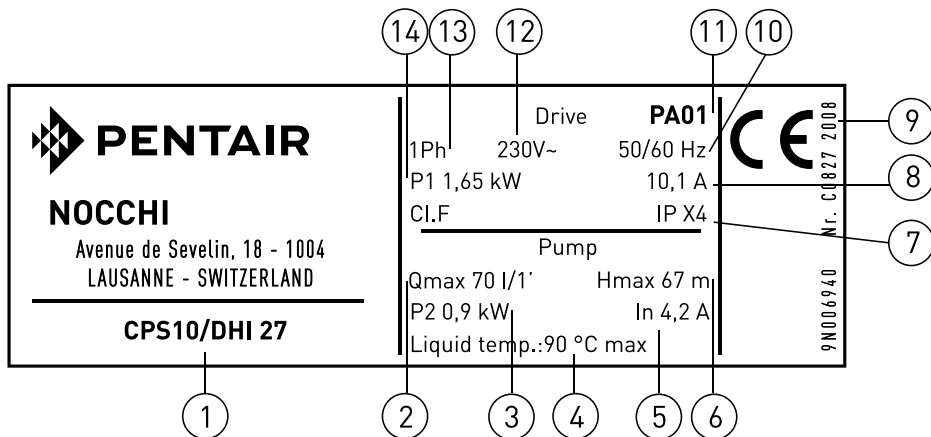 14 13 12 11 10
PENTAIR
NOCCHI
Avenue de Sevelin, 18 - 1004
LAUSANNE - SWITZERLAND
CPS10/DHI 27
Drive PA01
1Ph 230V~ 50/60 Hz
P1 1,65 kW 10,1 A
Cl.F IP X4
Pump
Qmax 70 l/1' Hmax 67 m
P2 0,9 kW In 4,2 A
Liquid temp.:90 °C max
CE
9N006940 Nr. C0827 2008
9
8
7
1 2 3 4 5 6